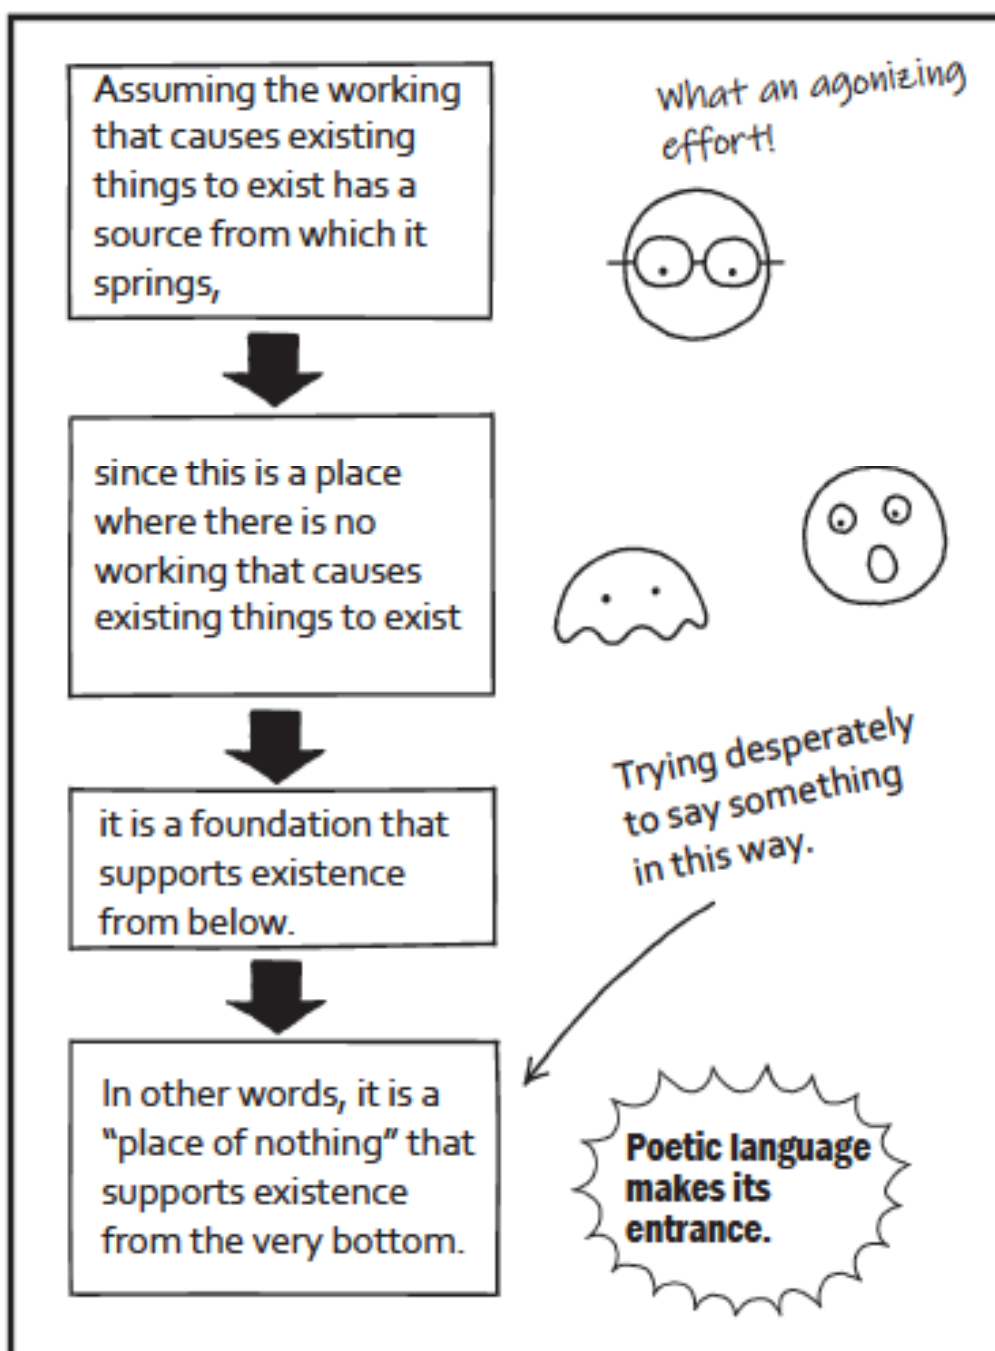 Assuming the working
that causes existing
things to exist has a
source from which it
springs,
What an agonizing
effort!
since this is a place
where there is no
working that causes
existing things to exist
it is a foundation that
supports existence
from below.
Trying desperately
to say something
in this way.
In other words, it is a
“place of nothing” that
supports existence
from the very bottom.
Poetic language
makes its
entrance.